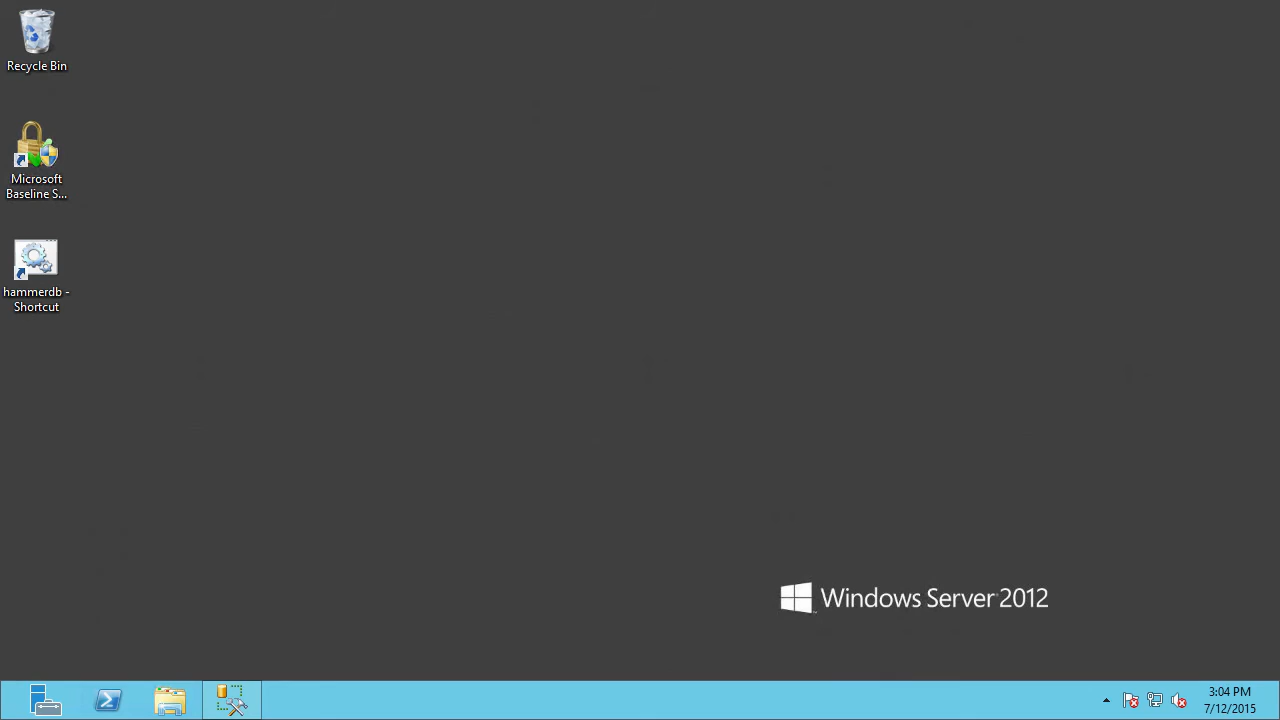 Recycle Bin
Microsoft
Baseline S...
hammerdb -
Shortcut
Windows Server 2012
3:04 PM
7/12/2015